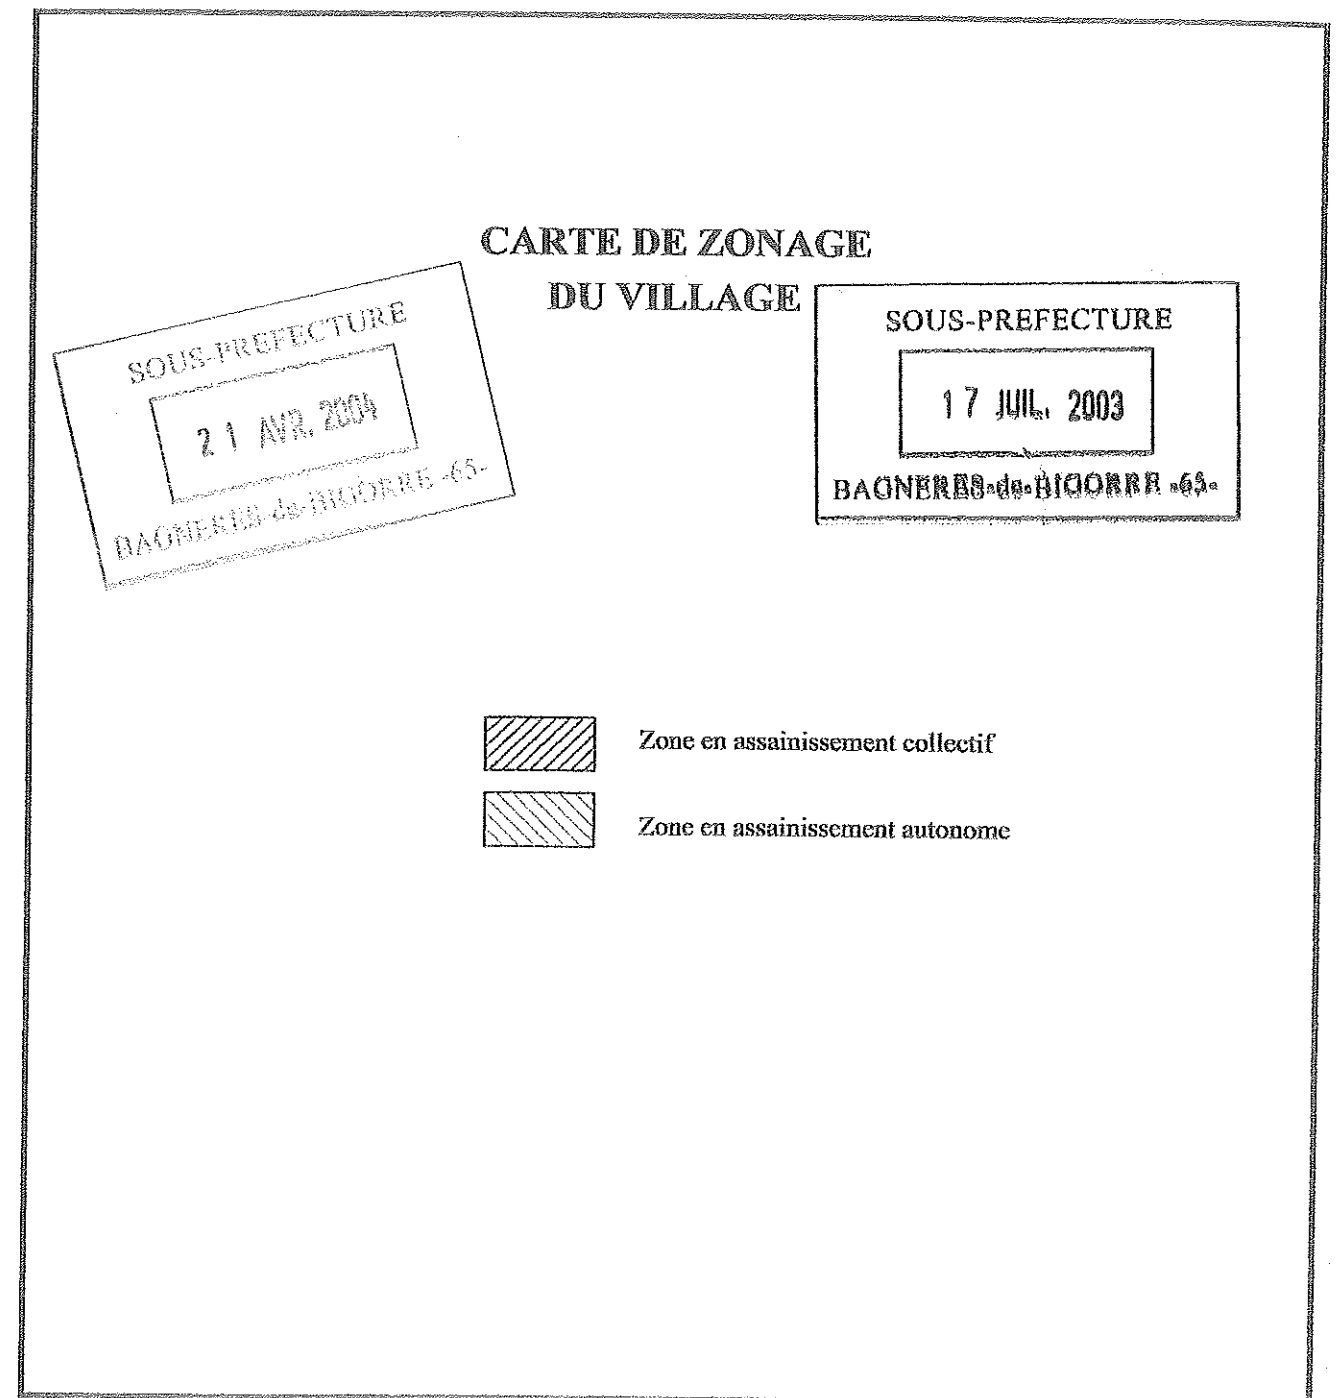 CARTE DE ZONAGE
DU VILLAGE
SOUS-PREFECTURE
21 AVR. 2004
BAGNERES-de-BIGORRE -65-
SOUS-PREFECTURE
17 JUIL. 2003
BAGNERES-de-BIGORRE -65-
Zone en assainissement collectif
Zone en assainissement autonome